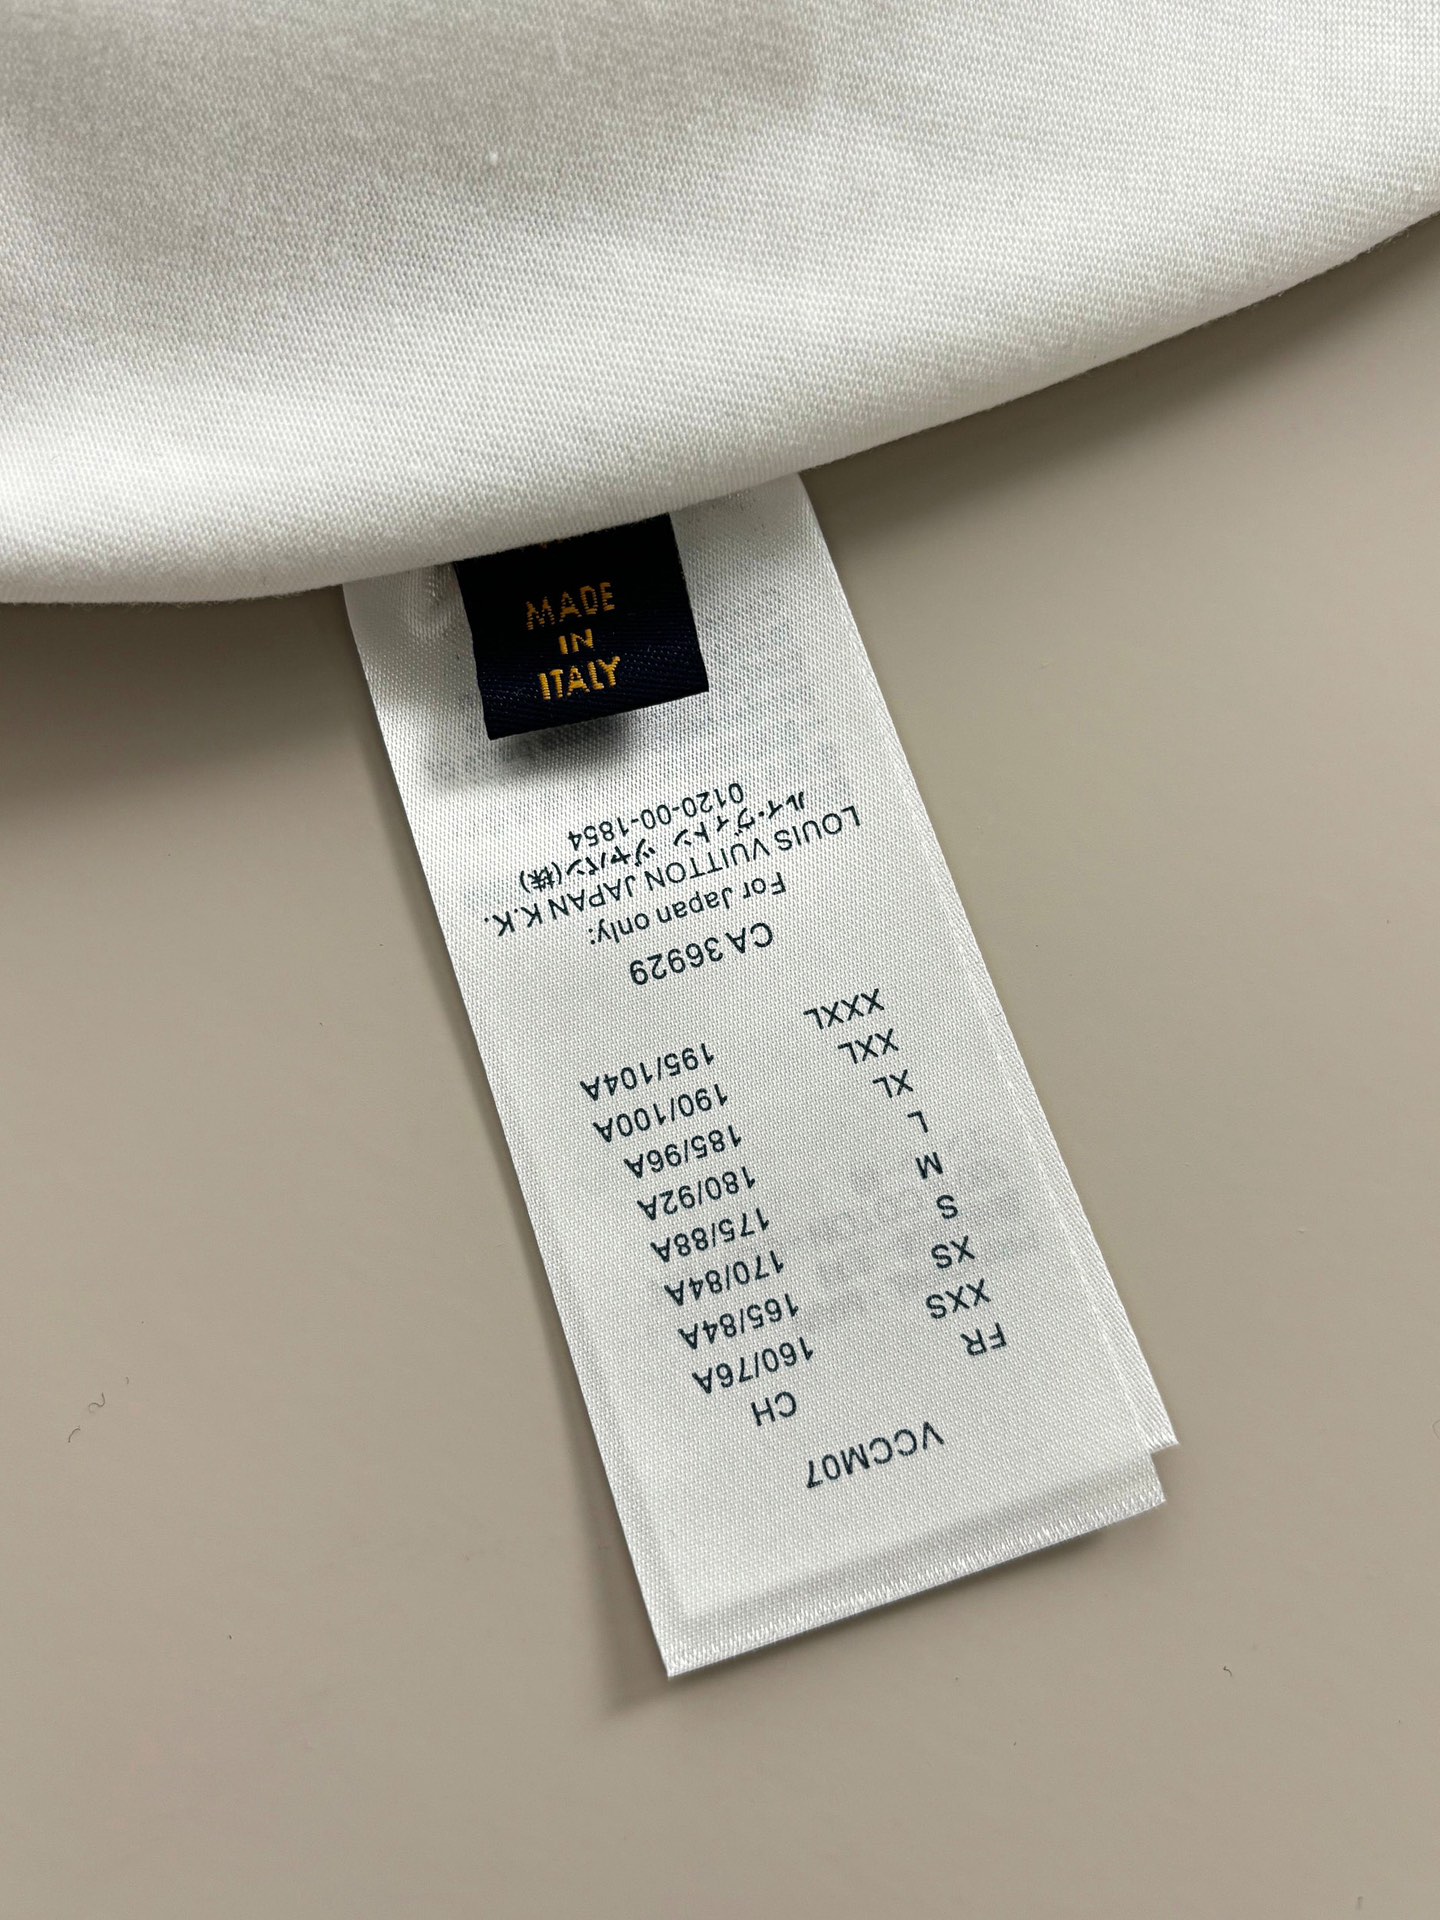 MADE
IN
ITALY
VCCM07
FR CH
XXS 160/76A
XS 165/84A
S 170/84A
M 175/88A
L 180/92A
XL 185/96A
XXL 190/100A
XXXL 195/104A
CA 36929
For Japan only:
LOUIS VUITTON JAPAN K.K.
ルイ・ヴィトン ジャパン(株)
0120-00-1854